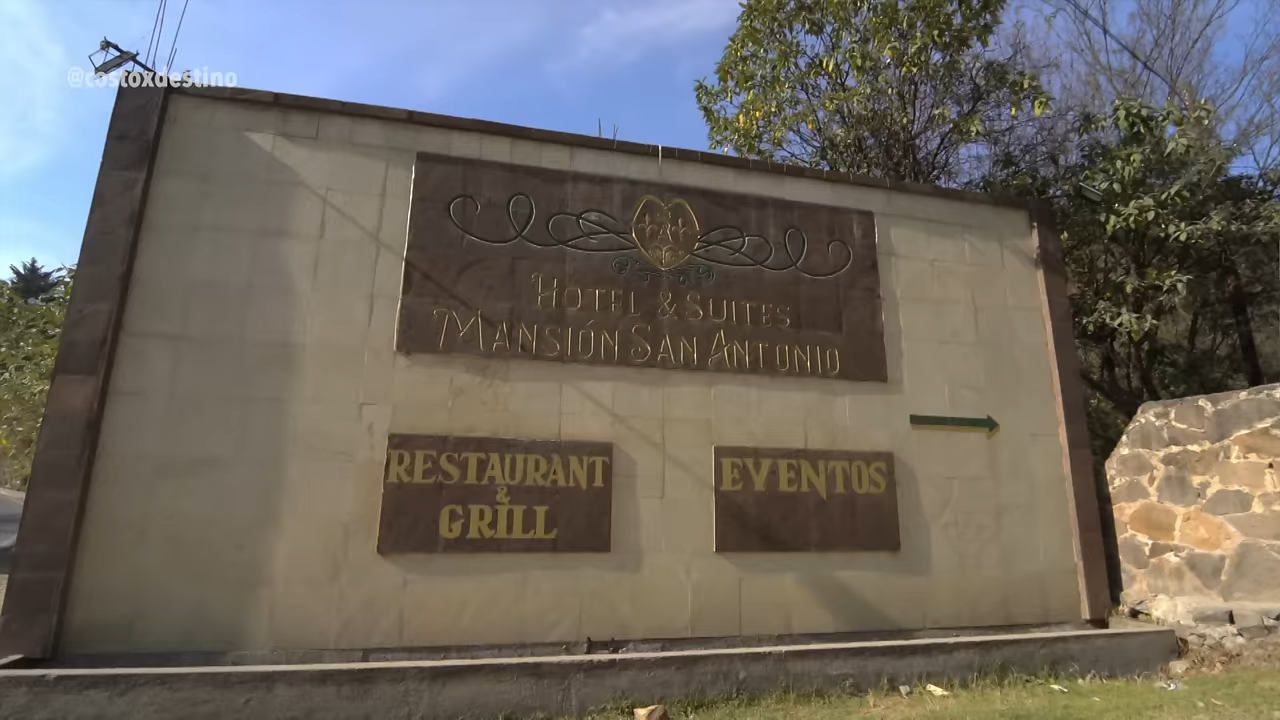 @costoxdestino
HOTEL & SUITES
MANSIÓN SAN ANTONIO
RESTAURANT
&
GRILL
EVENTOS